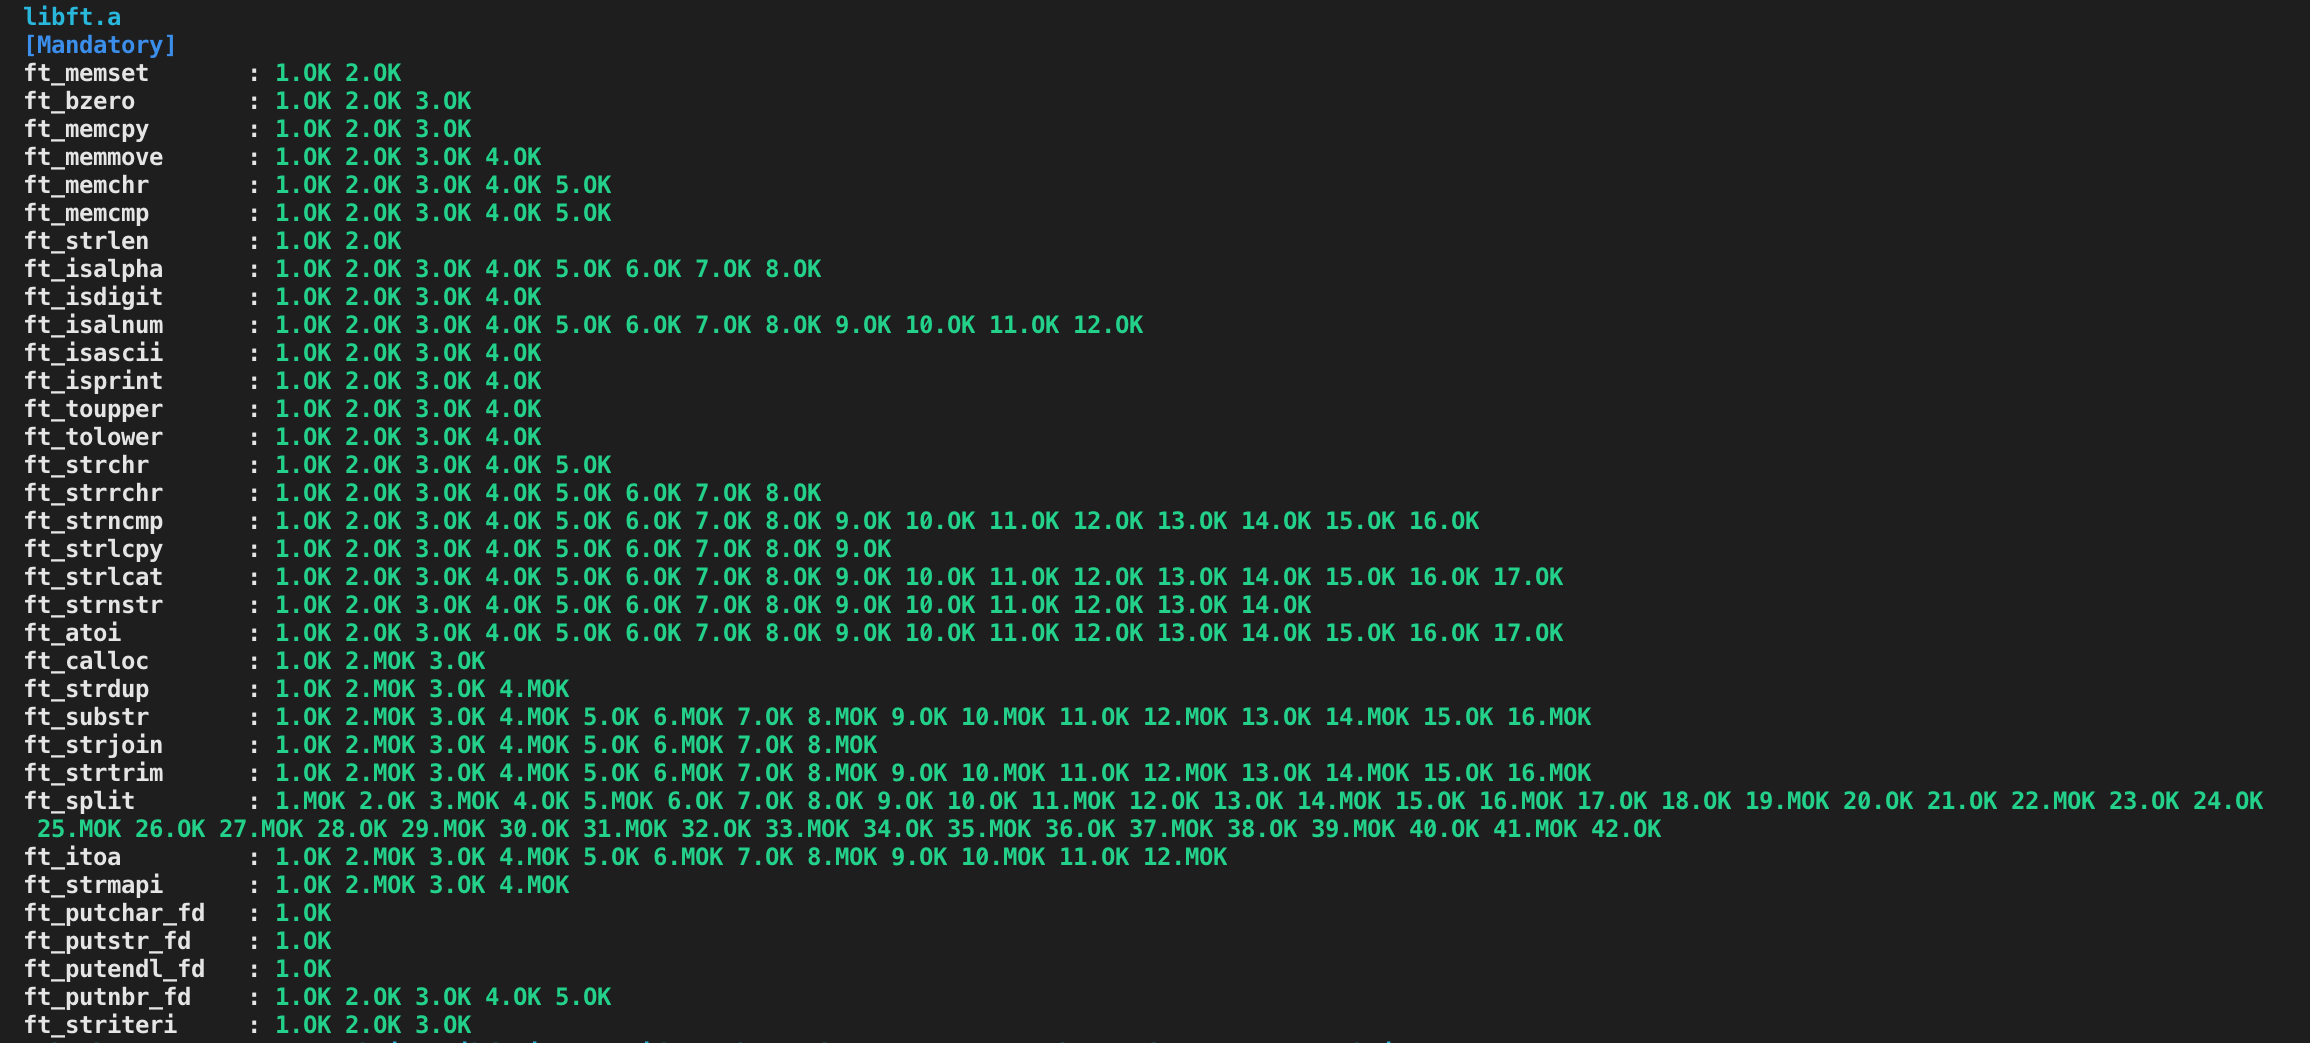 libft.a
[Mandatory]
ft_memset : 1.OK 2.OK
ft_bzero : 1.OK 2.OK 3.OK
ft_memcpy : 1.OK 2.OK 3.OK
ft_memmove : 1.OK 2.OK 3.OK 4.OK
ft_memchr : 1.OK 2.OK 3.OK 4.OK 5.OK
ft_memcmp : 1.OK 2.OK 3.OK 4.OK 5.OK
ft_strlen : 1.OK 2.OK
ft_isalpha : 1.OK 2.OK 3.OK 4.OK 5.OK 6.OK 7.OK 8.OK
ft_isdigit : 1.OK 2.OK 3.OK 4.OK
ft_isalnum : 1.OK 2.OK 3.OK 4.OK 5.OK 6.OK 7.OK 8.OK 9.OK 10.OK 11.OK 12.OK
ft_isascii : 1.OK 2.OK 3.OK 4.OK
ft_isprint : 1.OK 2.OK 3.OK 4.OK
ft_toupper : 1.OK 2.OK 3.OK 4.OK
ft_tolower : 1.OK 2.OK 3.OK 4.OK
ft_strchr : 1.OK 2.OK 3.OK 4.OK 5.OK
ft_strrchr : 1.OK 2.OK 3.OK 4.OK 5.OK 6.OK 7.OK 8.OK
ft_strncmp : 1.OK 2.OK 3.OK 4.OK 5.OK 6.OK 7.OK 8.OK 9.OK 10.OK 11.OK 12.OK 13.OK 14.OK 15.OK 16.OK
ft_strlcpy : 1.OK 2.OK 3.OK 4.OK 5.OK 6.OK 7.OK 8.OK 9.OK
ft_strlcat : 1.OK 2.OK 3.OK 4.OK 5.OK 6.OK 7.OK 8.OK 9.OK 10.OK 11.OK 12.OK 13.OK 14.OK 15.OK 16.OK 17.OK
ft_strnstr : 1.OK 2.OK 3.OK 4.OK 5.OK 6.OK 7.OK 8.OK 9.OK 10.OK 11.OK 12.OK 13.OK 14.OK
ft_atoi : 1.OK 2.OK 3.OK 4.OK 5.OK 6.OK 7.OK 8.OK 9.OK 10.OK 11.OK 12.OK 13.OK 14.OK 15.OK 16.OK 17.OK
ft_calloc : 1.OK 2.MOK 3.OK
ft_strdup : 1.OK 2.MOK 3.OK 4.MOK
ft_substr : 1.OK 2.MOK 3.OK 4.MOK 5.OK 6.MOK 7.OK 8.MOK 9.OK 10.MOK 11.OK 12.MOK 13.OK 14.MOK 15.OK 16.MOK
ft_strjoin : 1.OK 2.MOK 3.OK 4.MOK 5.OK 6.MOK 7.OK 8.MOK
ft_strtrim : 1.OK 2.MOK 3.OK 4.MOK 5.OK 6.MOK 7.OK 8.MOK 9.OK 10.MOK 11.OK 12.MOK 13.OK 14.MOK 15.OK 16.MOK
ft_split : 1.MOK 2.OK 3.MOK 4.OK 5.MOK 6.OK 7.OK 8.OK 9.OK 10.OK 11.MOK 12.OK 13.OK 14.MOK 15.OK 16.MOK 17.OK 18.OK 19.MOK 20.OK 21.OK 22.MOK 23.OK 24.OK
25.MOK 26.OK 27.MOK 28.OK 29.MOK 30.OK 31.MOK 32.OK 33.MOK 34.OK 35.MOK 36.OK 37.MOK 38.OK 39.MOK 40.OK 41.MOK 42.OK
ft_itoa : 1.OK 2.MOK 3.OK 4.MOK 5.OK 6.MOK 7.OK 8.MOK 9.OK 10.MOK 11.OK 12.MOK
ft_strmapi : 1.OK 2.MOK 3.OK 4.MOK
ft_putchar_fd : 1.OK
ft_putstr_fd : 1.OK
ft_putendl_fd : 1.OK
ft_putnbr_fd : 1.OK 2.OK 3.OK 4.OK 5.OK
ft_striteri : 1.OK 2.OK 3.OK